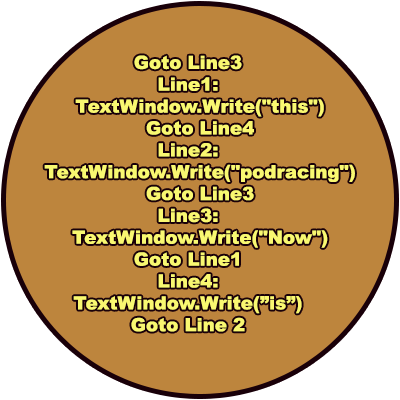 Goto Line3
Line1:
TextWindow.Write("this")
Goto Line4
Line2:
TextWindow.Write("podracing")
Goto Line3
Line3:
TextWindow.Write("Now")
Goto Line1
Line4:
TextWindow.Write(”is”)
Goto Line 2